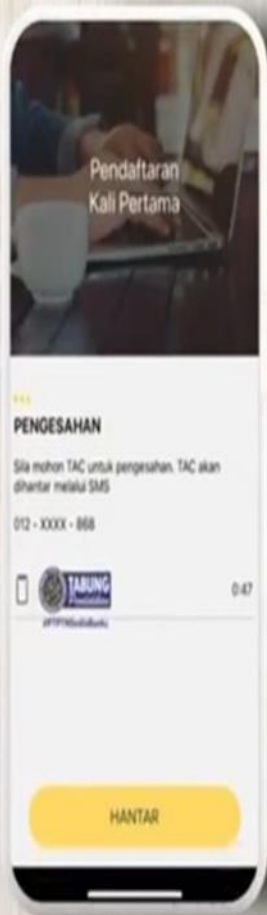 Pendaftaran
Kali Pertama
PENGESAHAN
Sila mohon TAC untuk pengesahan. TAC akan
dihantar melalui SMS
012 - XXXX - 868
TABUNG
0:47
HANTAR